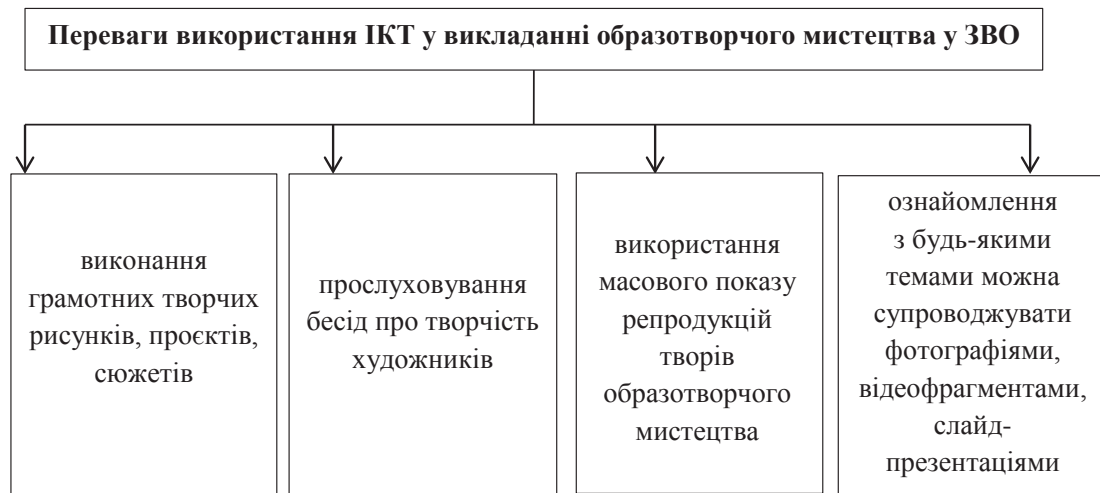 Переваги використання ІКТ у викладанні образотворчого мистецтва у ЗВО
виконання
грамотних творчих
рисунків, проєктів,
сюжетів
прослуховування
бесід про творчість
художників
використання
масового показу
репродукцій
творів
образотворчого
мистецтва
ознайомлення
з будь-якими
темами можна
супроводжувати
фотографіями,
відеофрагментами,
слайд-
презентаціями